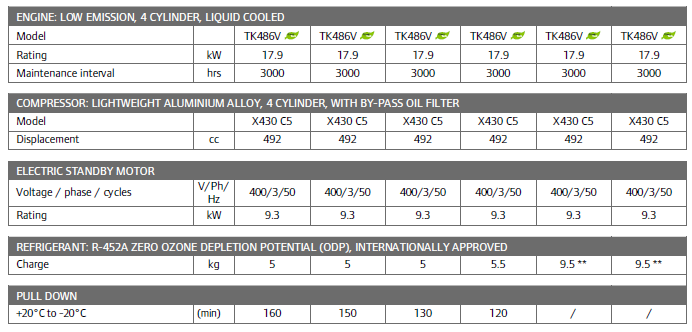 ENGINE: LOW EMISSION, 4 CYLINDER, LIQUID COOLED
Model TK486V TK486V TK486V TK486V TK486V TK486V
Rating kW 17.9 17.9 17.9 17.9 17.9 17.9
Maintenance interval hrs 3000 3000 3000 3000 3000 3000
COMPRESSOR: LIGHTWEIGHT ALUMINIUM ALLOY, 4 CYLINDER, WITH BY-PASS OIL FILTER
Model X430 C5 X430 C5 X430 C5 X430 C5 X430 C5 X430 C5
Displacement cc 492 492 492 492 492 492
ELECTRIC STANDBY MOTOR
Voltage / phase / cycles V/Ph/Hz 400/3/50 400/3/50 400/3/50 400/3/50 400/3/50 400/3/50
Rating kW 9.3 9.3 9.3 9.3 9.3 9.3
REFRIGERANT: R-452A ZERO OZONE DEPLETION POTENTIAL (ODP), INTERNATIONALLY APPROVED
Charge kg 5 5 5 5.5 9.5 ** 9.5 **
PULL DOWN
+20°C to -20°C (min) 160 150 130 120 / /